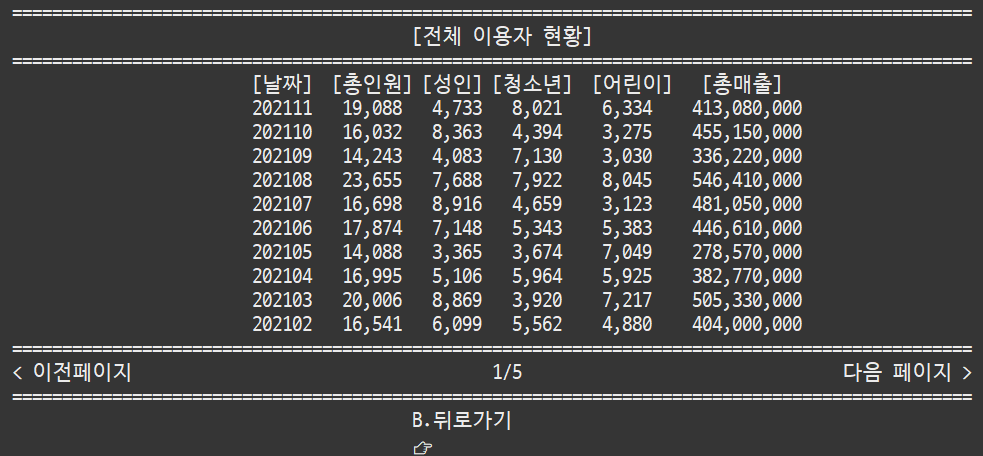 ================================================================================================
[전체 이용자 현황]
================================================================================================
[날짜] [총인원] [성인] [청소년] [어린이] [총매출]
202111 19,088 4,733 8,021 6,334 413,080,000
202110 16,032 8,363 4,394 3,275 455,150,000
202109 14,243 4,083 7,130 3,030 336,220,000
202108 23,655 7,688 7,922 8,045 546,410,000
202107 16,698 8,916 4,659 3,123 481,050,000
202106 17,874 7,148 5,343 5,383 446,610,000
202105 14,088 3,365 3,674 7,049 278,570,000
202104 16,995 5,106 5,964 5,925 382,770,000
202103 20,006 8,869 3,920 7,217 505,330,000
202102 16,541 6,099 5,562 4,880 404,000,000
================================================================================================
< 이전페이지 1/5 다음 페이지 >
================================================================================================
B.뒤로가기
☞